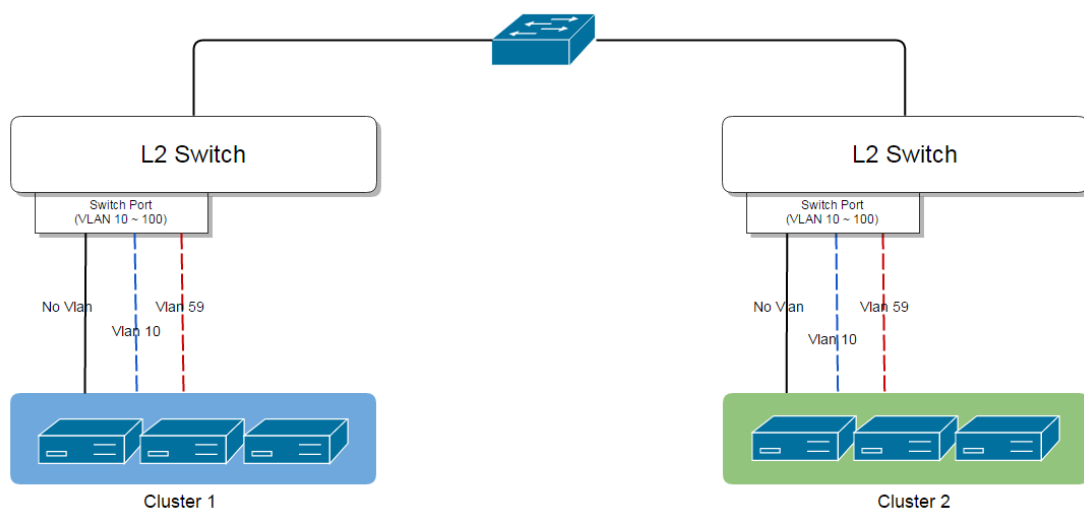 L2 Switch
L2 Switch
Switch Port
(VLAN 10 ~ 100)
Switch Port
(VLAN 10 ~ 100)
No Vlan
Vlan 59
Vlan 10
No Vlan
Vlan 59
Vlan 10
Cluster 1
Cluster 2